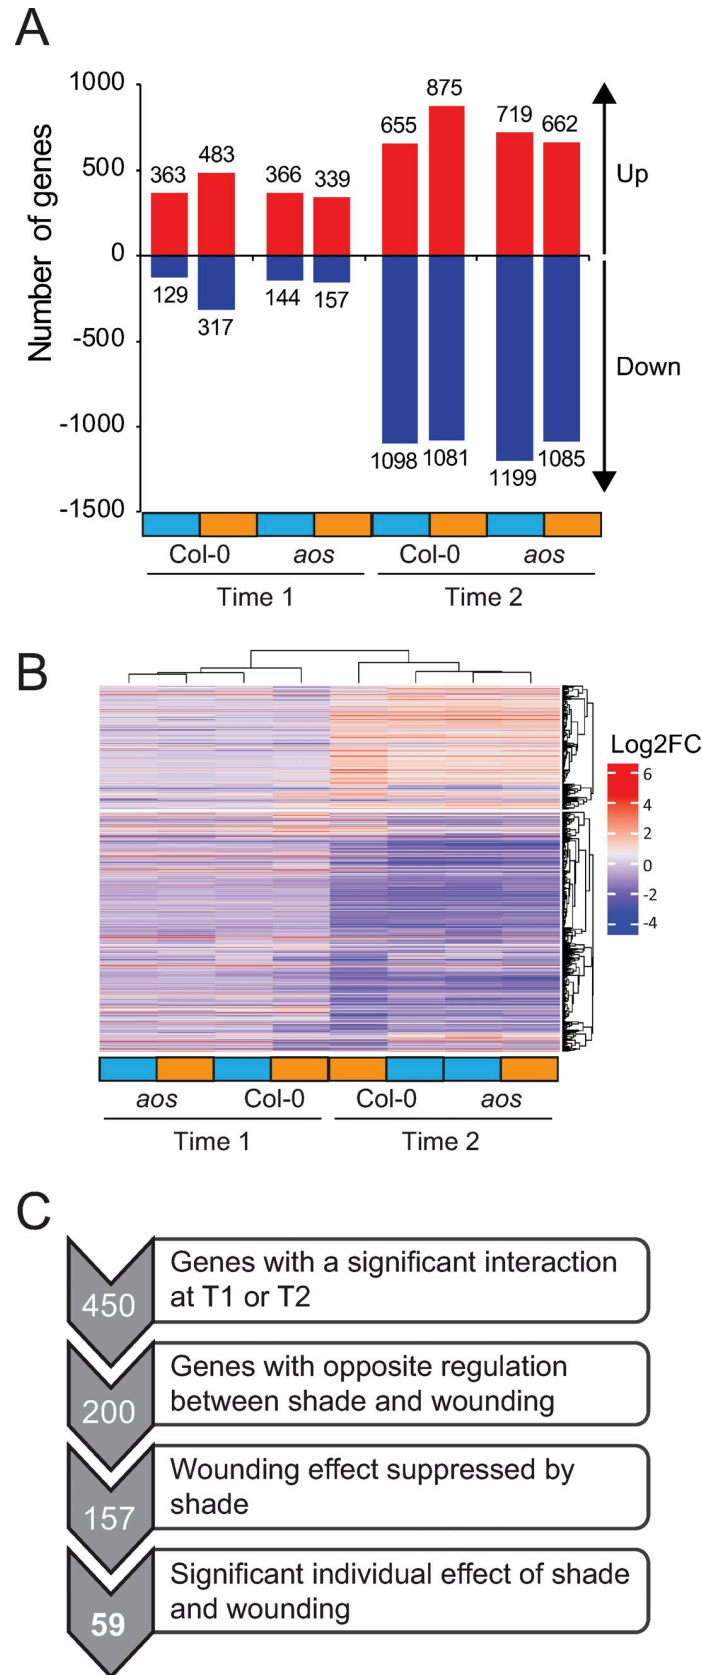 A
1000
875
719
655
662
483
500
363
366
339
Up
Number of genes
0
129
144
157
317
-500
Down
-1000
1098
1081
1085
1199
-1500
Col-0
aos
Col-0
aos
Time 1
Time 2
B
Log2FC
6
4
2
0
-2
-4
aos
Col-0
Col-0
aos
Time 1
Time 2
C
450
Genes with a significant interaction
at T1 or T2
200
Genes with opposite regulation
between shade and wounding
157
Wounding effect suppressed by
shade
59
Significant individual effect of shade
and wounding